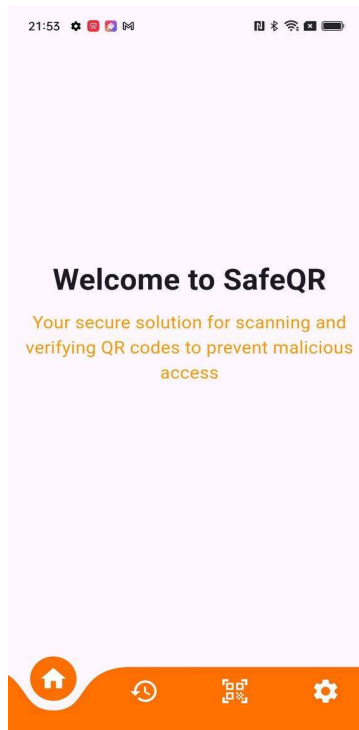 21:53
Welcome to SafeQR
Your secure solution for scanning and
verifying QR codes to prevent malicious
access